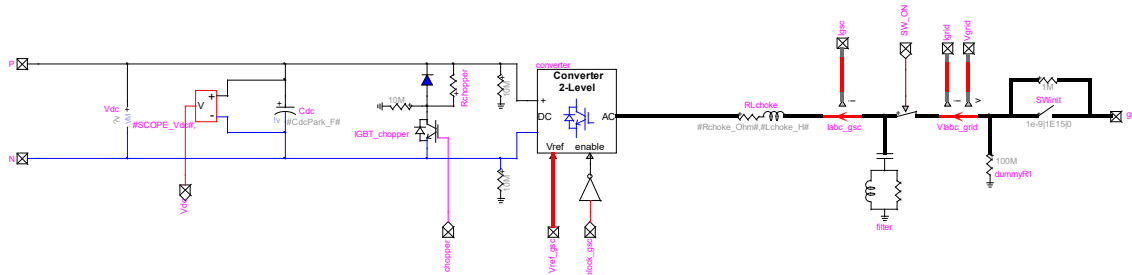 P
N
Vdc
?v
VM
#SCOPE_Vdc#,
V
+
-
Vdc
+
Cdc
!v
#CdcPark_F#
10M
Rchopper
IGBT_chopper
chopper
10M
10M
converter
Converter
2-Level
+
DC
AC
-
Vref
enable
Vref_gsc
block_gsc
RLchoke
#Rchoke_Ohm#,#Lchoke_H#
Igsc
i
Iabc_gsc
SW_ON
filter
Igrid
Vgrid
i
v
VIabc_grid
100M
dummyR1
1M
SWinit
1e-9|1E15|0